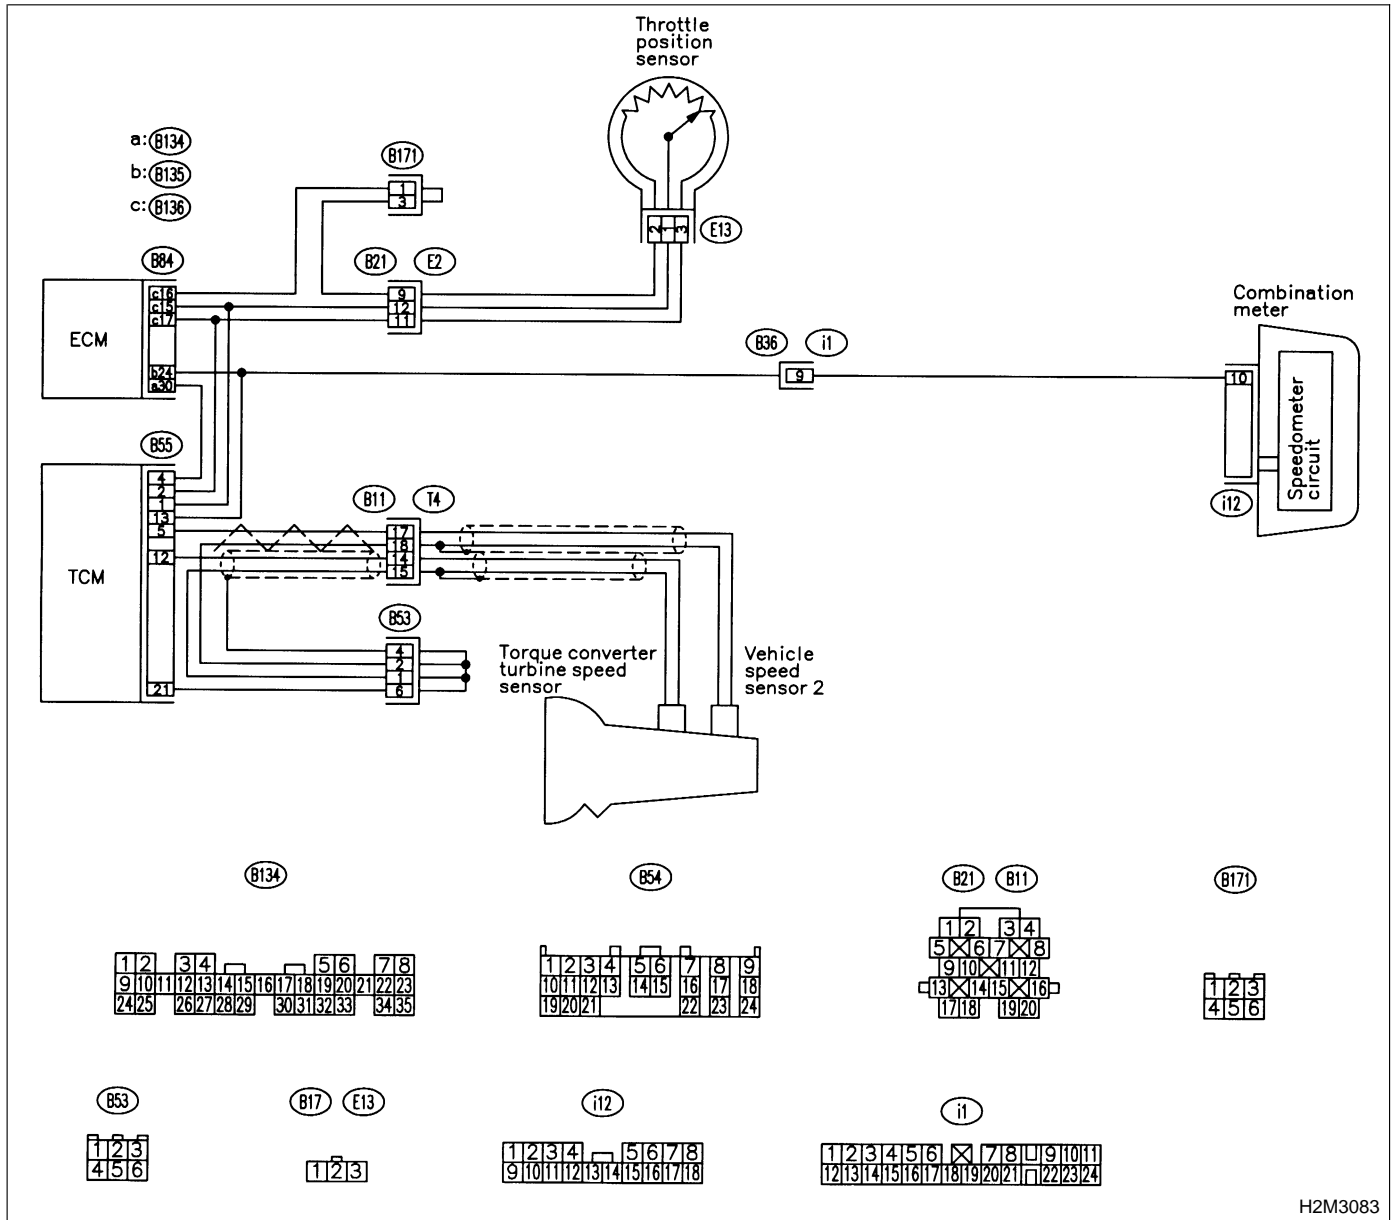 Throttle
position
sensor
a: B134
b: B135
c: B136
B171
1
3
2 1 3
E13
B84
B21 E2
c16
c15
c17
b24
a30
9
12
11
ECM
B36 i1
9
Combination
meter
10
Speedometer
circuit
i12
B55
4
2
1
13
5
12
21
TCM
B11 T4
17
18
14
15
B53
4
2
1
6
Torque converter
turbine speed
sensor
Vehicle
speed
sensor 2
B134
1 2 3 4 5 6 7 8
9 10 11 12 13 14 15 16 17 18 19 20 21 22 23
24 25 26 27 28 29 30 31 32 33 34 35
B54
1 2 3 4 5 6 7 8 9
10 11 12 13 14 15 16 17 18
19 20 21 22 23 24
B21 B11
1 2 3 4
5 6 7 8
9 10 11 12
13 14 15 16
17 18 19 20
B171
1 2 3
4 5 6
B53
1 2 3
4 5 6
B17 E13
1 2 3
i12
1 2 3 4 5 6 7 8
9 10 11 12 13 14 15 16 17 18
i1
1 2 3 4 5 6 7 8 9 10 11
12 13 14 15 16 17 18 19 20 21 22 23 24
H2M3083